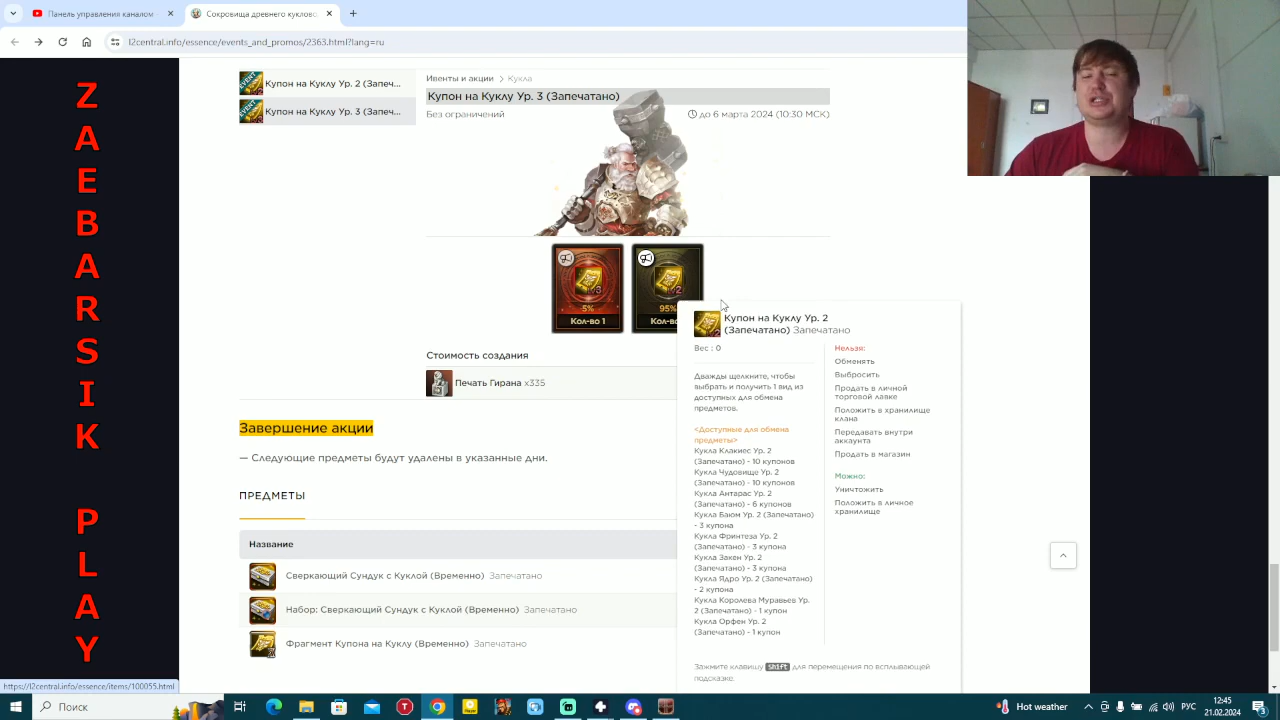 Панель управления каналом -
Сокровища древнего куклово
l2central.info/essence/events_and_promos/2363.html?lang=ru
ZAEBARSIK PLAY
Купон на Куклу Ур. 2 (Запеч...
Купон на Куклу Ур. 3 (Запеч...
Ивенты и акции > Кукла
Купон на Куклу Ур. 3 (Запечатано)
Без ограничений
до 6 марта 2024 (10:30 МСК)
5%
Кол-во 1
95%
Кол-в
Стоимость создания
Печать Гирана x335
Завершение акции
— Следующие предметы будут удалены в указанные дни.
ПРЕДМЕТЫ
Название
Сверкающий Сундук с Куклой (Временно) Запечатано
Набор: Сверкающий Сундук с Куклой (Временно) Запечатано
Фрагмент Купона на Куклу (Временно) Запечатано
Купон на Куклу Ур. 2
(Запечатано) Запечатано
Вес : 0
Дважды щелкните, чтобы
выбрать и получить 1 вид из
доступных для обмена
предметов.
<Доступные для обмена
предметы>
Кукла Клакиес Ур. 2
(Запечатано) - 10 купонов
Кукла Чудовище Ур. 2
(Запечатано) - 10 купонов
Кукла Антарас Ур. 2
(Запечатано) - 6 купонов
Кукла Баюм Ур. 2 (Запечатано)
- 3 купона
Кукла Фринтеза Ур. 2
(Запечатано) - 3 купона
Кукла Закен Ур. 2
(Запечатано) - 3 купона
Кукла Ядро Ур. 2 (Запечатано)
- 2 купона
Кукла Королева Муравьев Ур.
2 (Запечатано) - 1 купон
Кукла Орфен Ур. 2
(Запечатано) - 1 купон
Нельзя:
Обменять
Выбросить
Продать в личной
торговой лавке
Положить в хранилище
клана
Передавать внутри
аккаунта
Продать в магазин
Можно:
Уничтожить
Положить в личное
хранилище
Зажмите клавишу Shift для перемещения по всплывающей
подсказке.
https://l2central.info/essence/items/100055.html
Поиск
Weather
РУС
12:45
21.02.2024